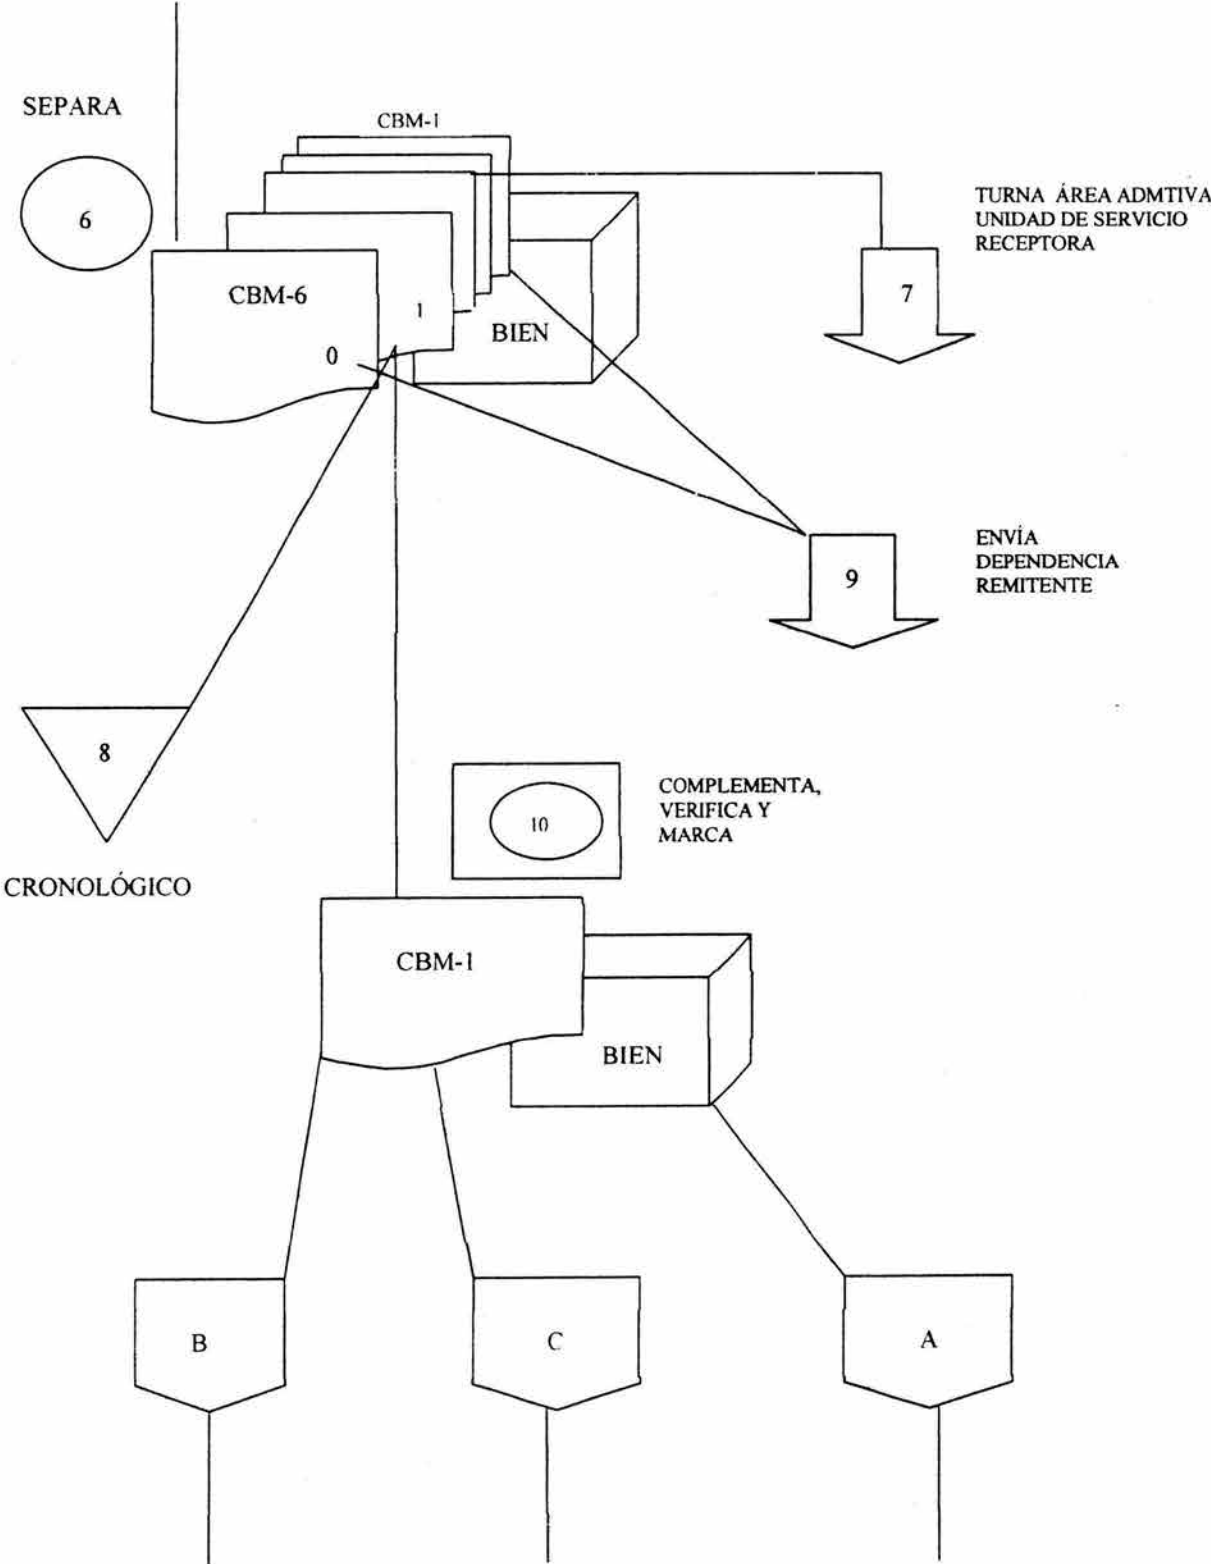 SEPARA
CBM-1
6
TURNA ÁREA ADMTIVA
UNIDAD DE SERVICIO
RECEPTORA
CBM-6
1
7
BIEN
0
ENVÍA
DEPENDENCIA
REMITENTE
9
8
COMPLEMENTA,
VERIFICA Y
MARCA
10
CRONOLÓGICO
CBM-1
BIEN
B
C
A